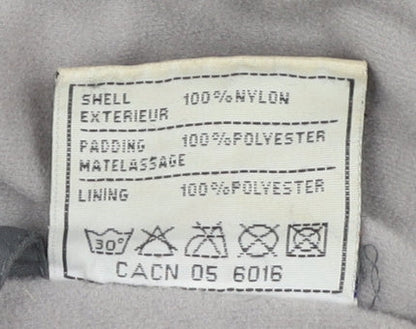 SHELL 100%NYLON
EXTERIEUR
PADDING 100%POLYESTER
MATELASSAGE
LINING 100%POLYESTER
30°
CACN 05 6016